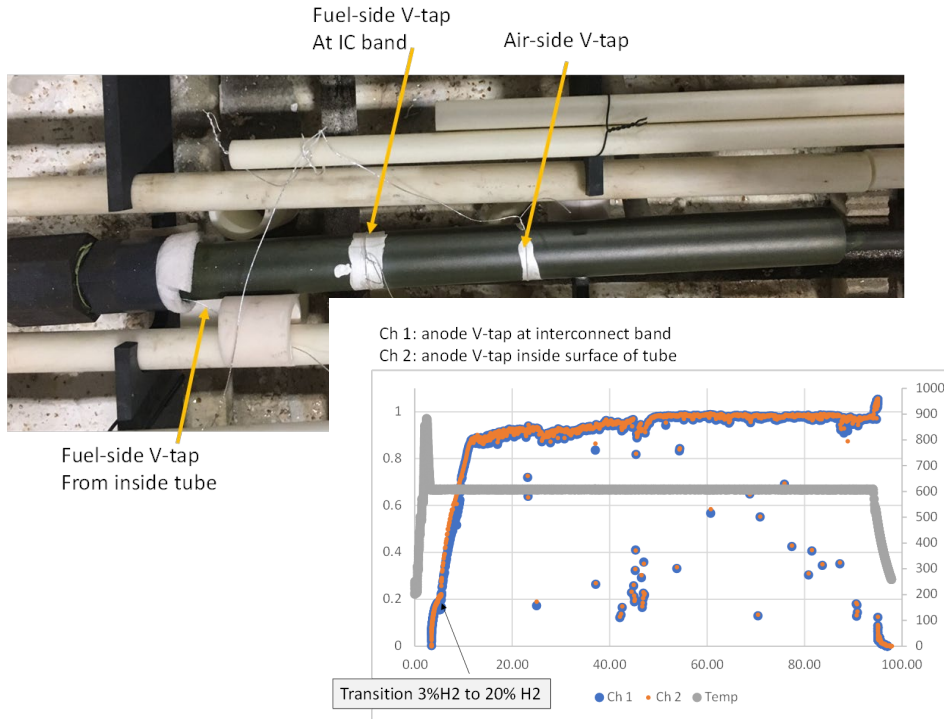 Fuel-side V-tap
At IC band
Air-side V-tap
Fuel-side V-tap
From inside tube
Ch 1: anode V-tap at interconnect band
Ch 2: anode V-tap inside surface of tube
1
0.8
0.6
0.4
0.2
0
1000
900
800
700
600
500
400
300
200
100
0
0.00 20.00 40.00 60.00 80.00 100.00
Transition 3%H2 to 20% H2
Ch 1 Ch 2 Temp